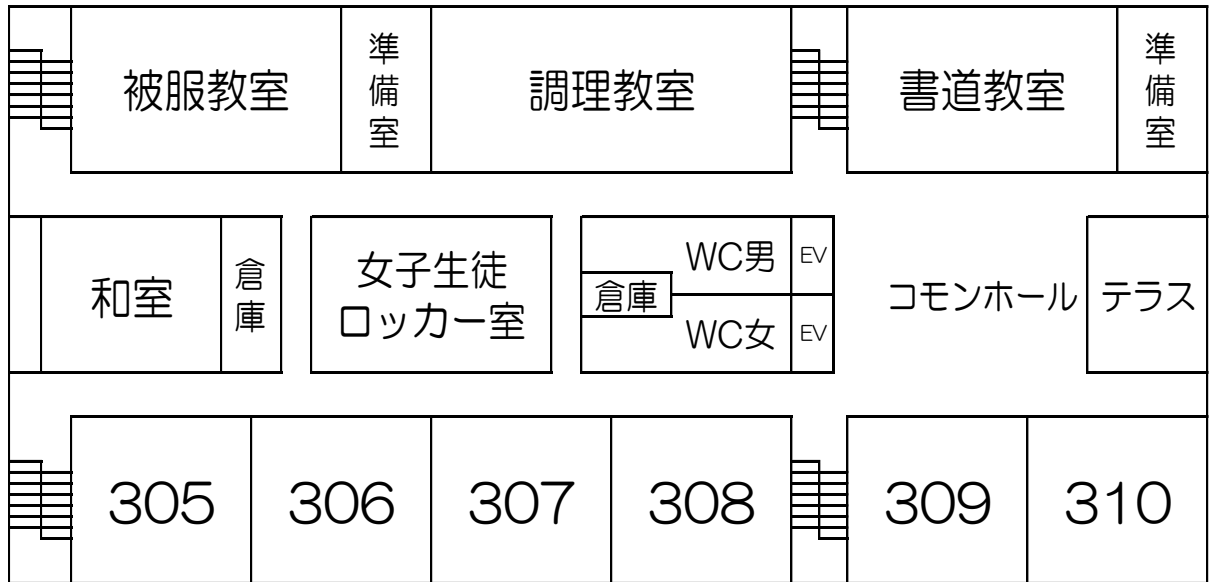 被服教室
準備室
調理教室
書道教室
準備室
和室
倉庫
女子生徒
ロッカー室
倉庫
WC男
EV
WC女
EV
コモンホール
テラス
305
306
307
308
309
310